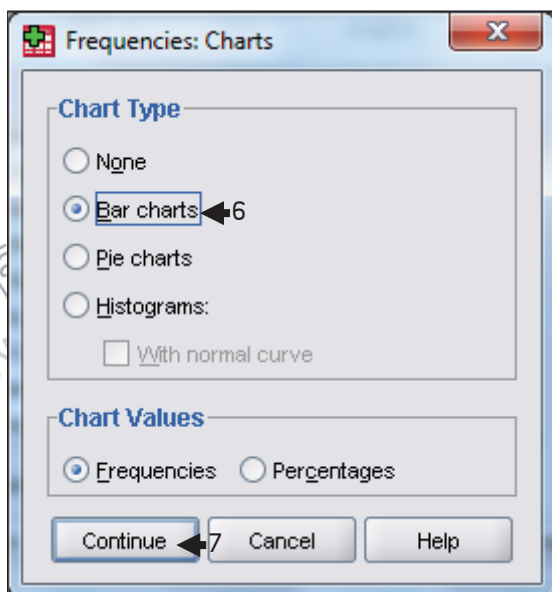 Frequencies: Charts
X
Chart Type
None
Bar charts 6
Pie charts
Histograms:
With normal curve
Chart Values
Frequencies Percentages
Continue 7 Cancel Help